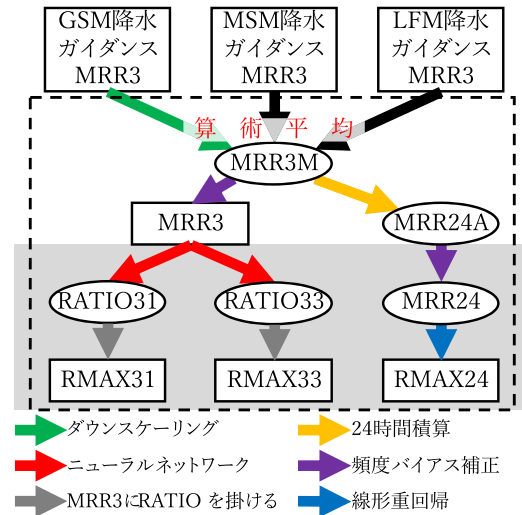 GSM降水
ガイダンス
MRR3
MSM降水
ガイダンス
MRR3
LFM降水
ガイダンス
MRR3
算術平均
MRR3M
MRR3
MRR24A
RATIO31
RATIO33
MRR24
RMAX31
RMAX33
RMAX24
ダウンスケーリング
ニューラルネットワーク
MRR3にRATIO を掛ける
24時間積算
頻度バイアス補正
線形重回帰